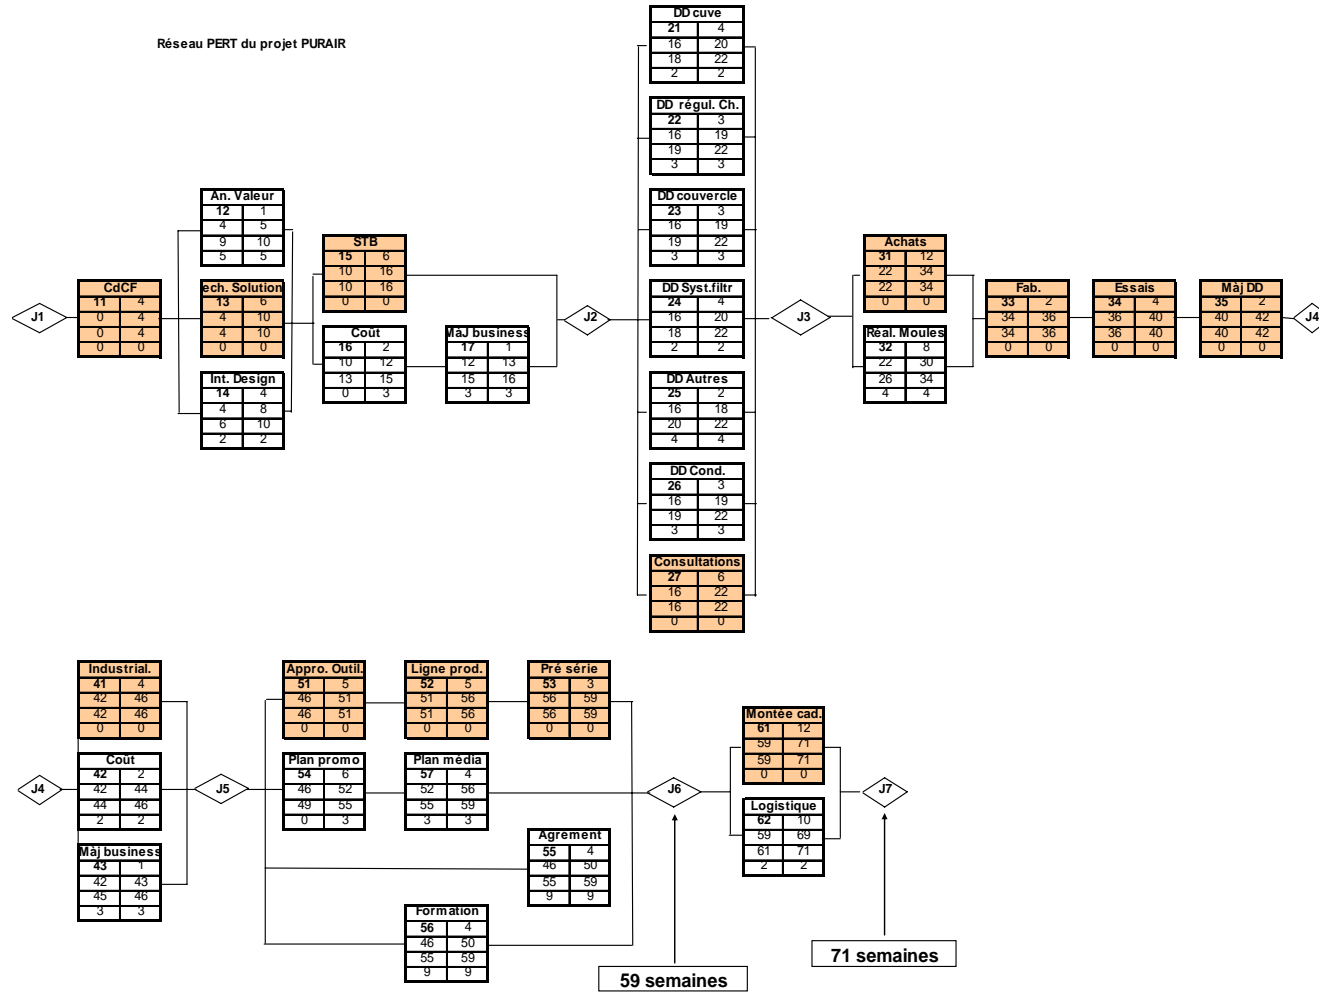 Réseau PERT du projet PURAIR
DD cuve
21 4
16 20
18 22
2 2
DD régul. Ch.
22 3
16 19
19 22
3 3
DD couvercle
23 3
16 19
19 22
3 3
DD Syst.filtr
24 4
16 20
18 22
2 2
DD Autres
25 2
16 18
20 22
4 4
DD Cond.
26 3
16 19
19 22
3 3
Consultations
27 6
16 22
16 22
0 0
J1
CdCF
11 4
0 4
0 4
0 0
An. Valeur
12 1
4 5
9 10
5 5
ech. Solution
13 6
4 10
4 10
0 0
Int. Design
14 4
4 8
6 10
2 2
STB
15 6
10 16
10 16
0 0
Coût
16 2
10 12
13 15
0 3
MàJ business
17 1
12 13
15 16
3 3
J2
J3
Achats
31 12
22 34
22 34
0 0
Réal. Moules
32 8
22 30
26 34
4 4
Fab.
33 2
34 36
34 36
0 0
Essais
34 4
36 40
36 40
0 0
Màj DD
35 2
40 42
40 42
0 0
J4
J4
Industrial.
41 4
42 46
42 46
0 0
Coût
42 2
42 44
44 46
2 2
Màj business
43 1
42 43
45 46
3 3
J5
Appro. Outil.
51 5
46 51
46 51
0 0
Ligne prod.
52 5
51 56
51 56
0 0
Pré série
53 3
56 59
56 59
0 0
Plan promo
54 6
46 52
49 55
0 3
Plan média
57 4
52 56
55 59
3 3
Agrément
55 4
46 50
55 59
9 9
Formation
56 4
46 50
55 59
9 9
J6
Montée cad.
61 12
59 71
59 71
0 0
Logistique
62 10
59 69
61 71
2 2
J7
59 semaines
71 semaines